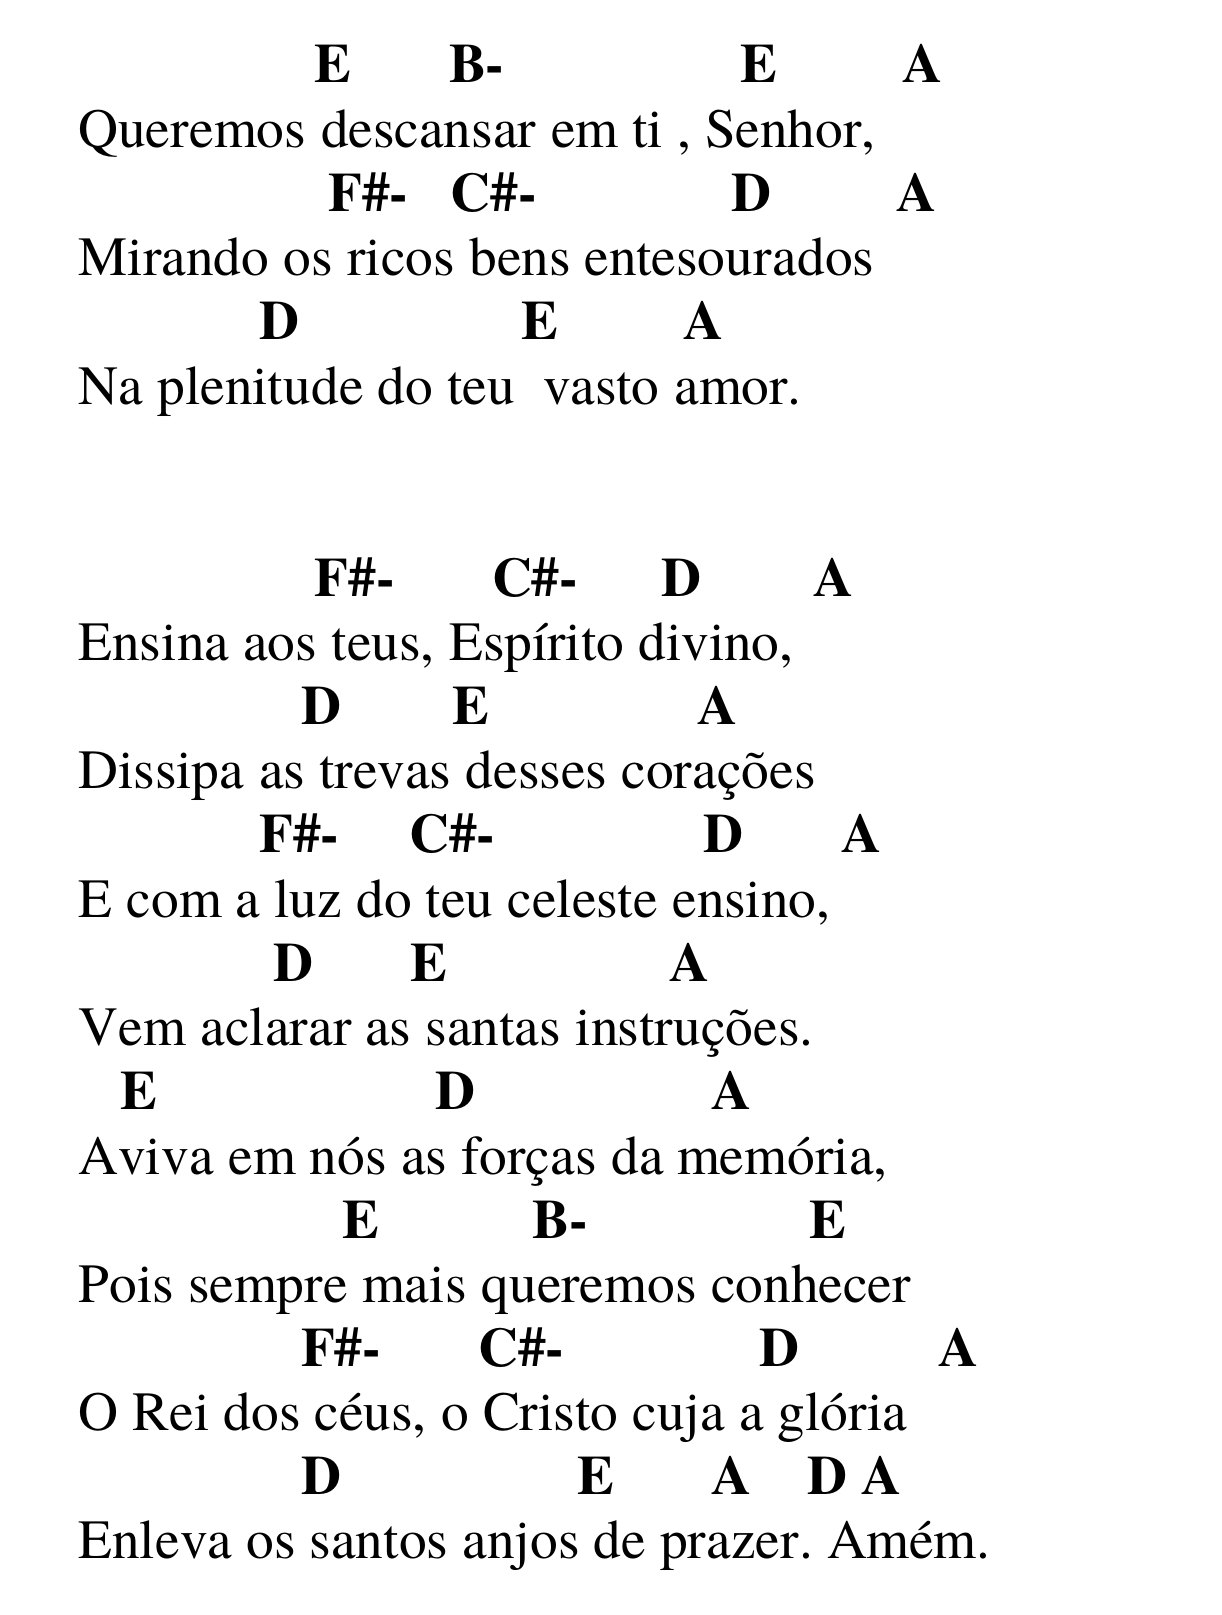 E B- E A
Queremos descansar em ti , Senhor,
F#- C#- D A
Mirando os ricos bens entesourados
D E A
Na plenitude do teu vasto amor.
F#- C#- D A
Ensina aos teus, Espírito divino,
D E A
Dissipa as trevas desses corações
F#- C#- D A
E com a luz do teu celeste ensino,
D E A
Vem aclarar as santas instruções.
E D A
Aviva em nós as forças da memória,
E B- E
Pois sempre mais queremos conhecer
F#- C#- D A
O Rei dos céus, o Cristo cuja a glória
D E A D A
Enleva os santos anjos de prazer. Amém.